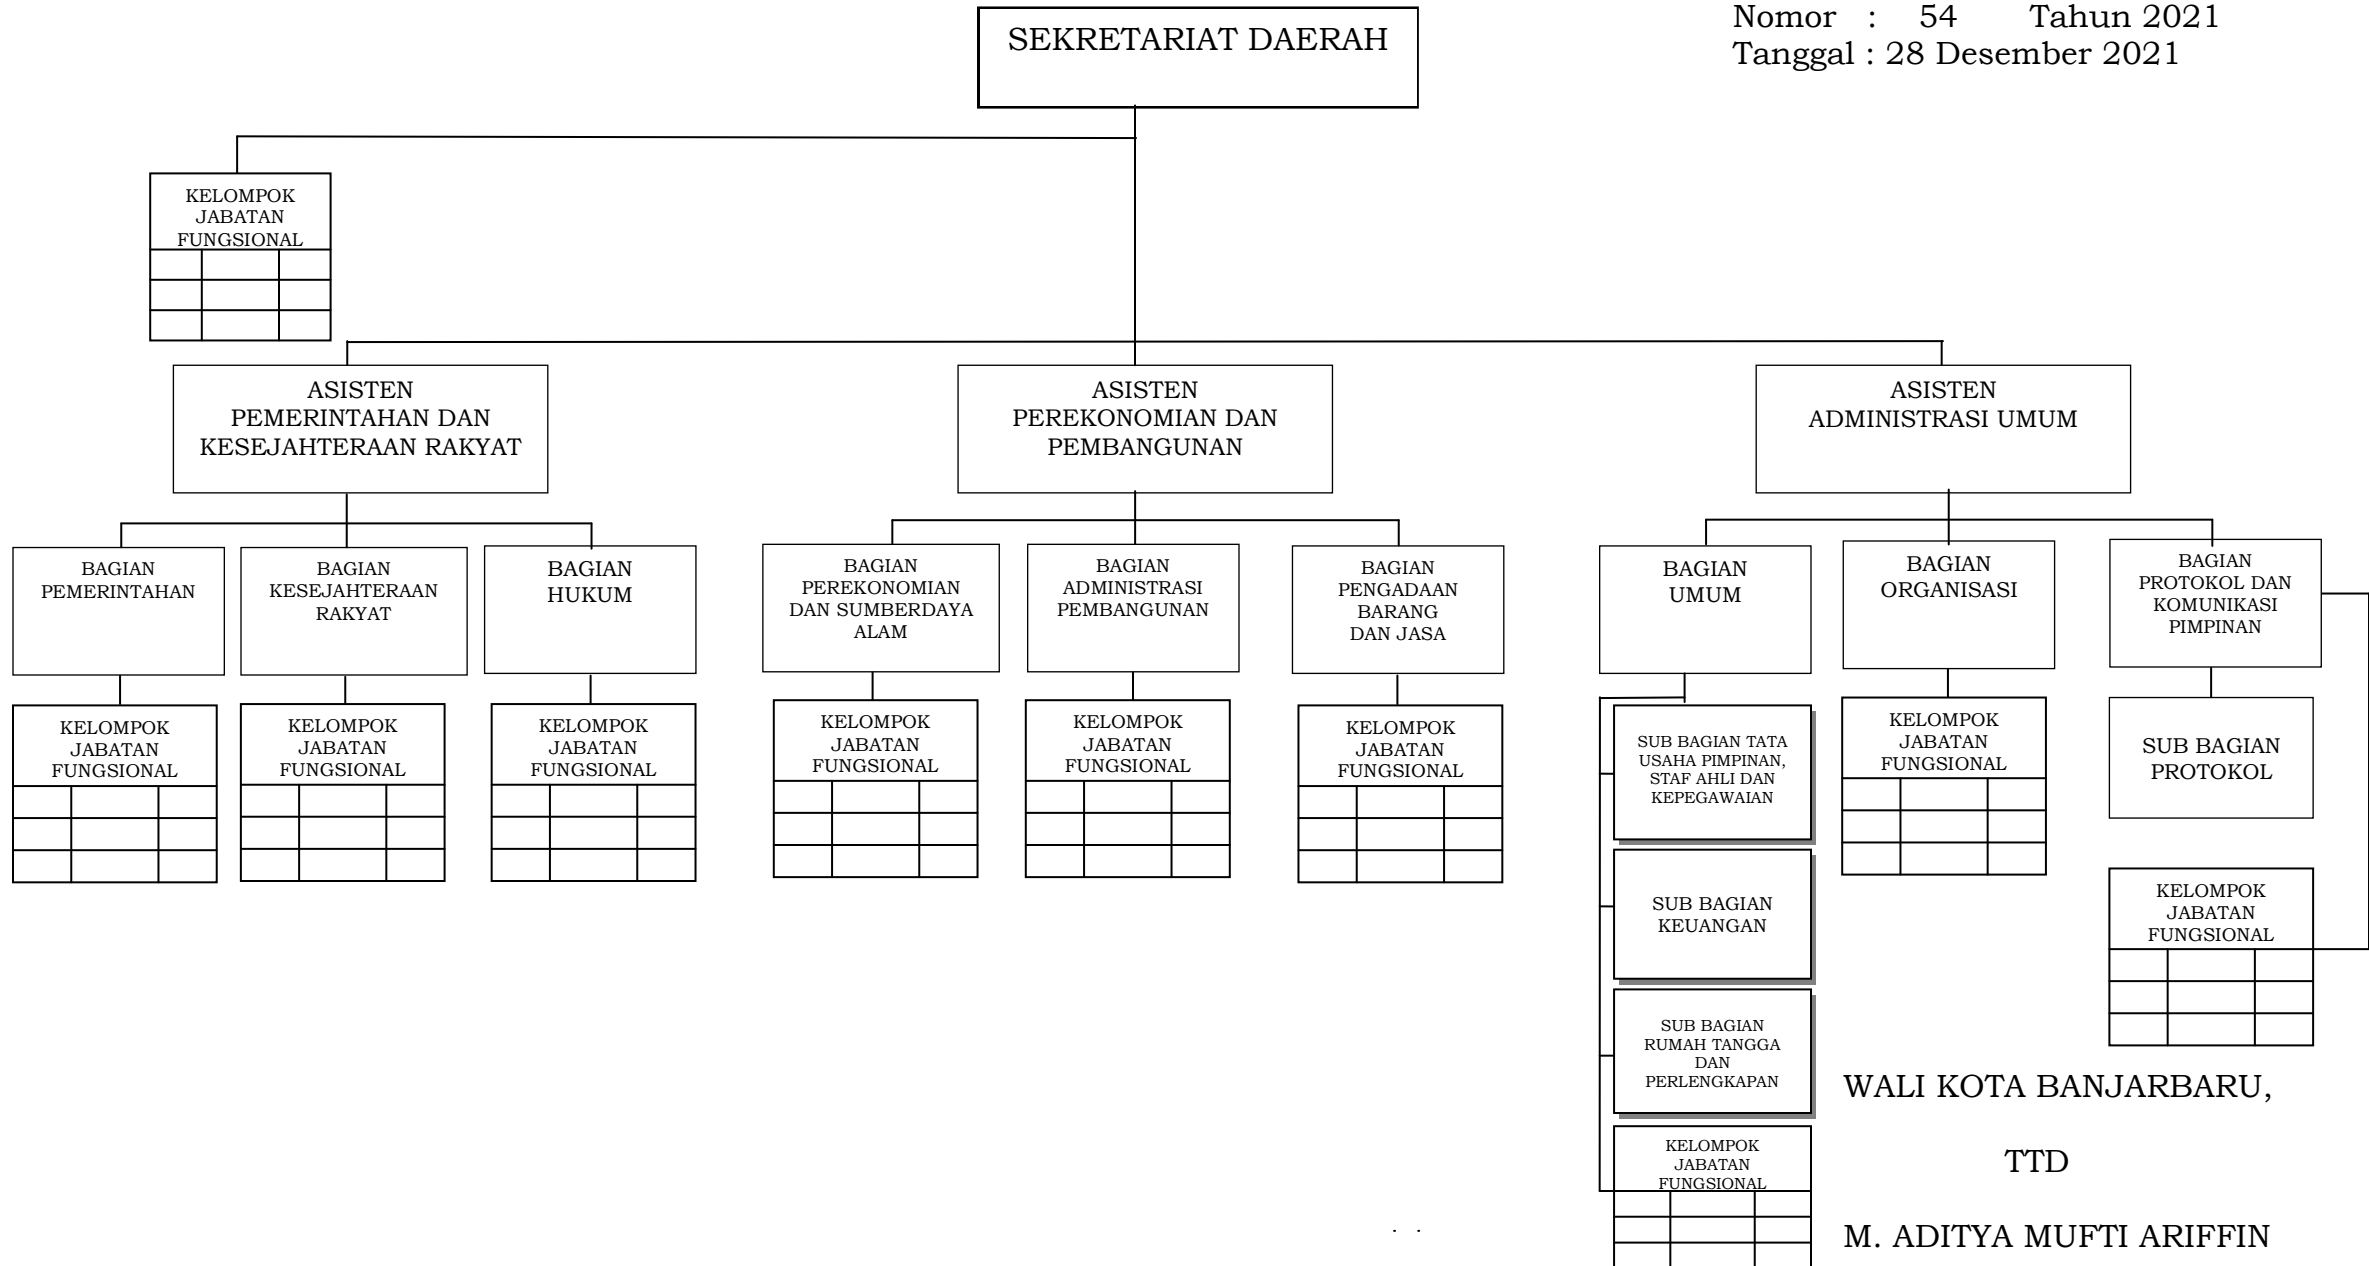 Nomor : 54 Tahun 2021
Tanggal : 28 Desember 2021
SEKRETARIAT DAERAH
KELOMPOK
JABATAN
FUNGSIONAL
ASISTEN
PEMERINTAHAN DAN
KESEJAHTERAAN RAKYAT
ASISTEN
PEREKONOMIAN DAN
PEMBANGUNAN
ASISTEN
ADMINISTRASI UMUM
BAGIAN
PEMERINTAHAN
BAGIAN
KESEJAHTERAAN
RAKYAT
BAGIAN
HUKUM
BAGIAN
PEREKONOMIAN
DAN SUMBERDAYA
ALAM
BAGIAN
ADMINISTRASI
PEMBANGUNAN
BAGIAN
PENGADAAN
BARANG
DAN JASA
BAGIAN
UMUM
BAGIAN
ORGANISASI
BAGIAN
PROTOKOL DAN
KOMUNIKASI
PIMPINAN
KELOMPOK
JABATAN
FUNGSIONAL
KELOMPOK
JABATAN
FUNGSIONAL
KELOMPOK
JABATAN
FUNGSIONAL
KELOMPOK
JABATAN
FUNGSIONAL
KELOMPOK
JABATAN
FUNGSIONAL
KELOMPOK
JABATAN
FUNGSIONAL
SUB BAGIAN TATA
USAHA PIMPINAN,
STAF AHLI DAN
KEPEGAWAIAN
SUB BAGIAN
KEUANGAN
SUB BAGIAN
RUMAH TANGGA
DAN
PERLENGKAPAN
KELOMPOK
JABATAN
FUNGSIONAL
KELOMPOK
JABATAN
FUNGSIONAL
SUB BAGIAN
PROTOKOL
KELOMPOK
JABATAN
FUNGSIONAL
WALI KOTA BANJARBARU,
TTD
M. ADITYA MUFTI ARIFFIN